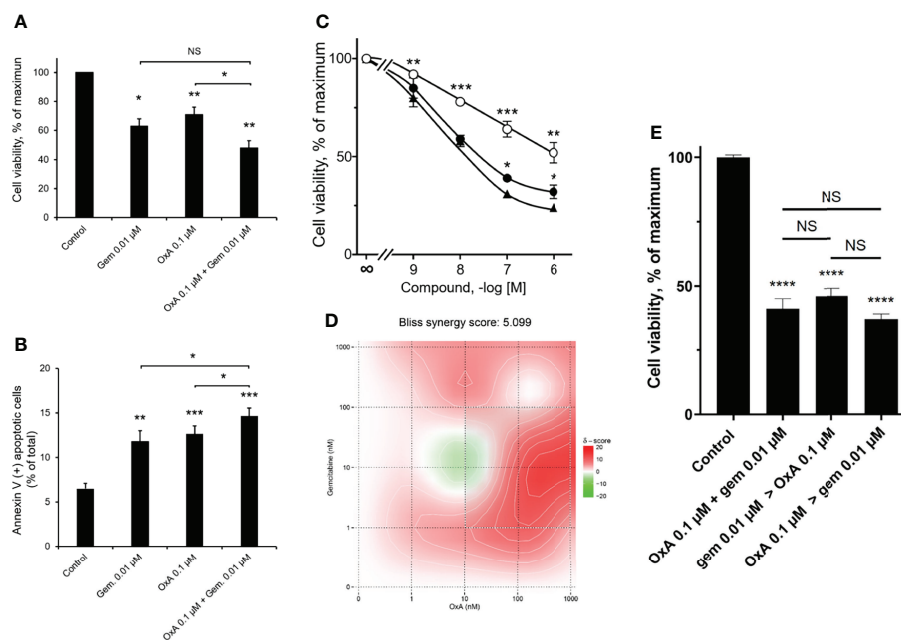 A
Cell viability, % of maximun
100
80
60
40
20
0
NS
*
*
**
**
Control
Gem 0.01 µM
OxA 0.1 µM
OxA 0.1 µM + Gem 0.01 µM
B
Annexin V (+) apoptotic cells
(% of total)
20
15
10
5
0
*
*
**
***
***
Control
Gem. 0.01 µM
OxA 0.1 µM
OxA 0.1 µM + Gem. 0.01 µM
C
Cell viability, % of maximum
100
50
0
**
***
***
**
*
*
∞
9
8
7
6
Compound, -log [M]
D
Bliss synergy score: 5.099
Gemcitabine (nM)
1000
100
10
1
0
0
1
10
100
1000
OxA (nM)
δ - score
20
10
0
-10
-20
E
Cell viability, % of maximum
100
50
0
NS
NS
NS
****
****
****
Control
OxA 0.1 µM + gem 0.01 µM
gem 0.01 µM > OxA 0.1 µM
OxA 0.1 µM > gem 0.01 µM